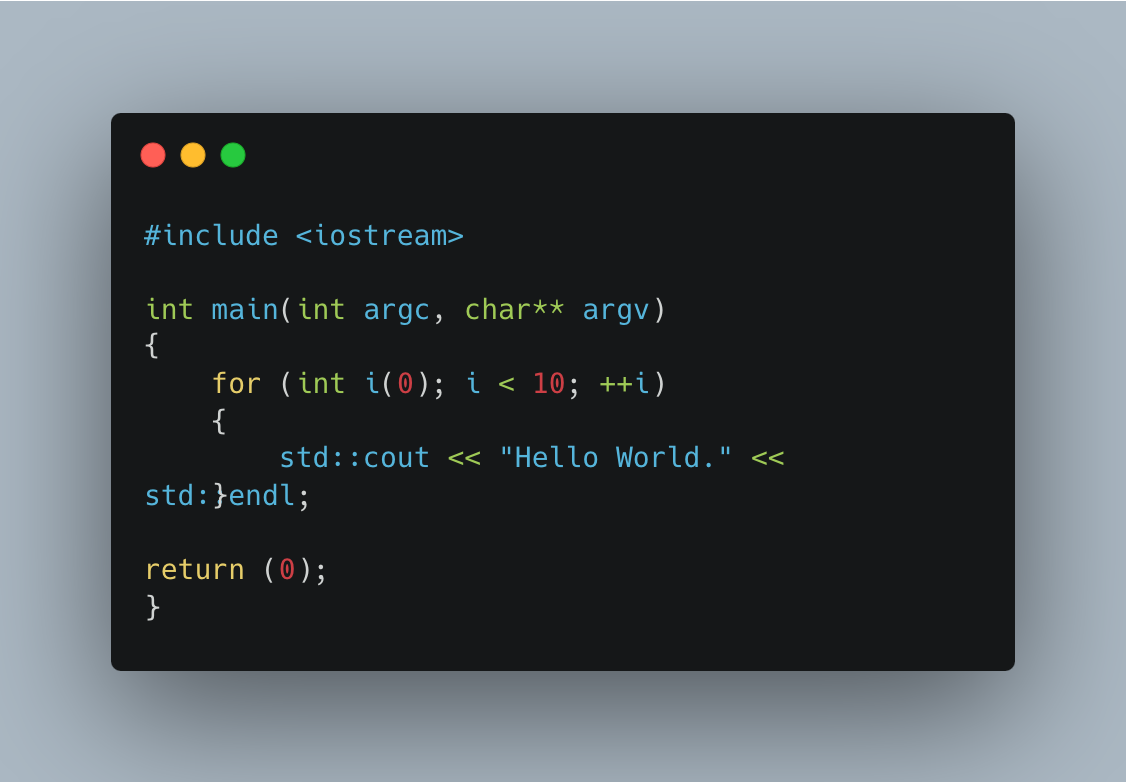 #include <iostream>

int main(int argc, char** argv)
{
    for (int i(0); i < 10; ++i)
    {
        std::cout << "Hello World." <<
std:}endl;

return (0);
}